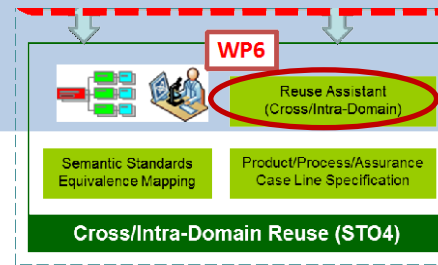 WP6
Reuse Assistant
(Cross/Intra-Domain)
Semantic Standards
Equivalence Mapping
Product/Process/Assurance
Case Line Specification
Cross/Intra-Domain Reuse (STO4)